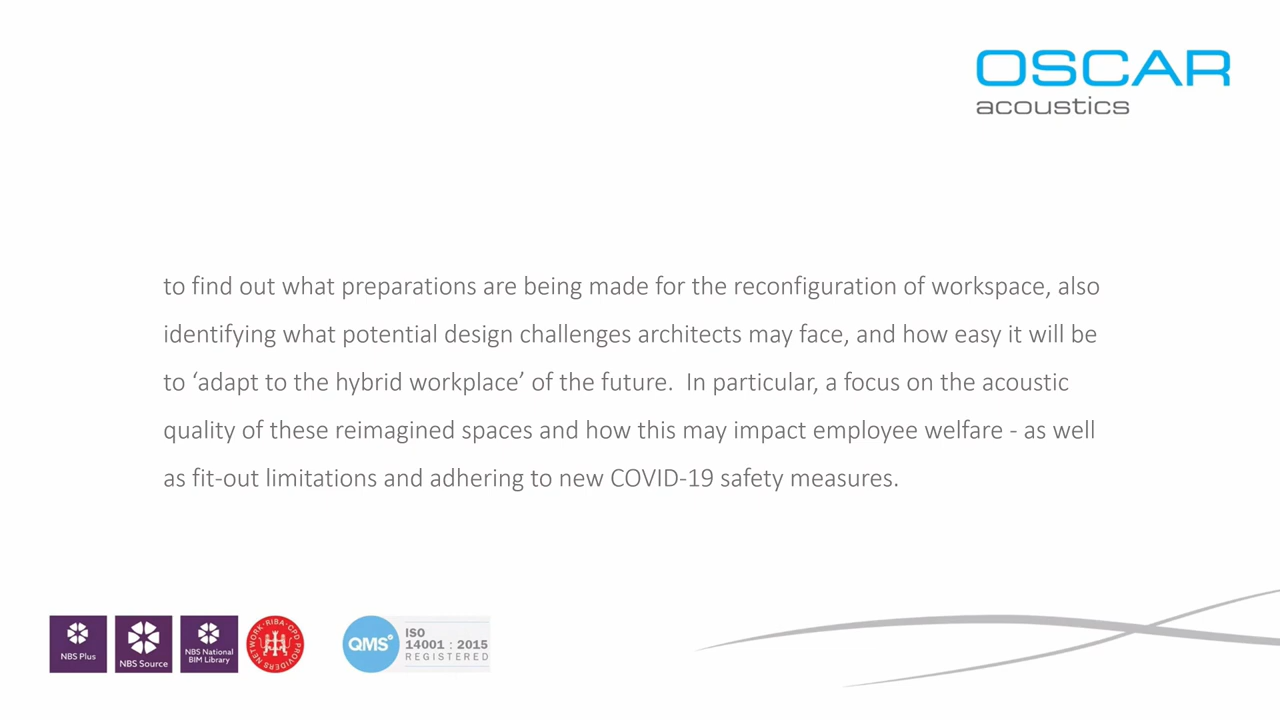 OSCAR
acoustics
to find out what preparations are being made for the reconfiguration of workspace, also
identifying what potential design challenges architects may face, and how easy it will be
to ‘adapt to the hybrid workplace’ of the future.  In particular, a focus on the acoustic
quality of these reimagined spaces and how this may impact employee welfare - as well
as fit-out limitations and adhering to new COVID-19 safety measures.
NBS Plus
NBS Source
NBS National
BIM Library
RIBA CPD PROVIDERS NETWORK
QMS
ISO
14001 : 2015
REGISTERED